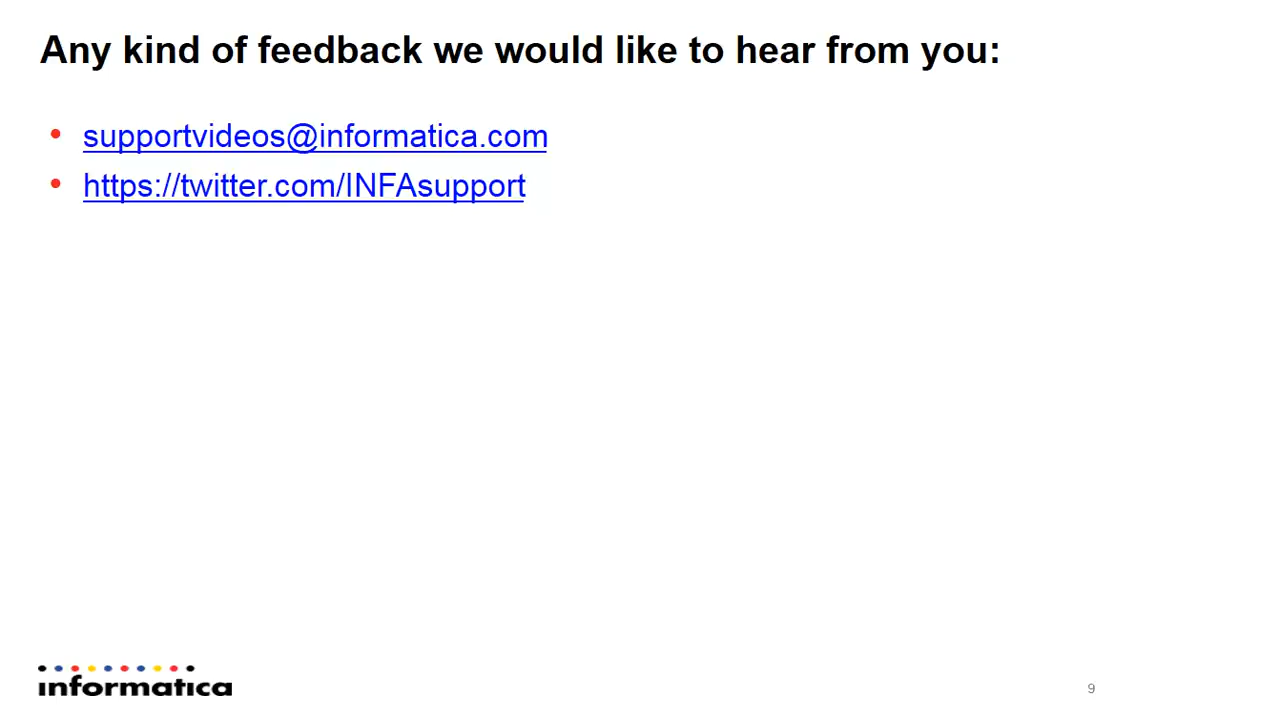 Any kind of feedback we would like to hear from you:
• supportvideos@informatica.com
• https://twitter.com/INFAsupport
informatica
9